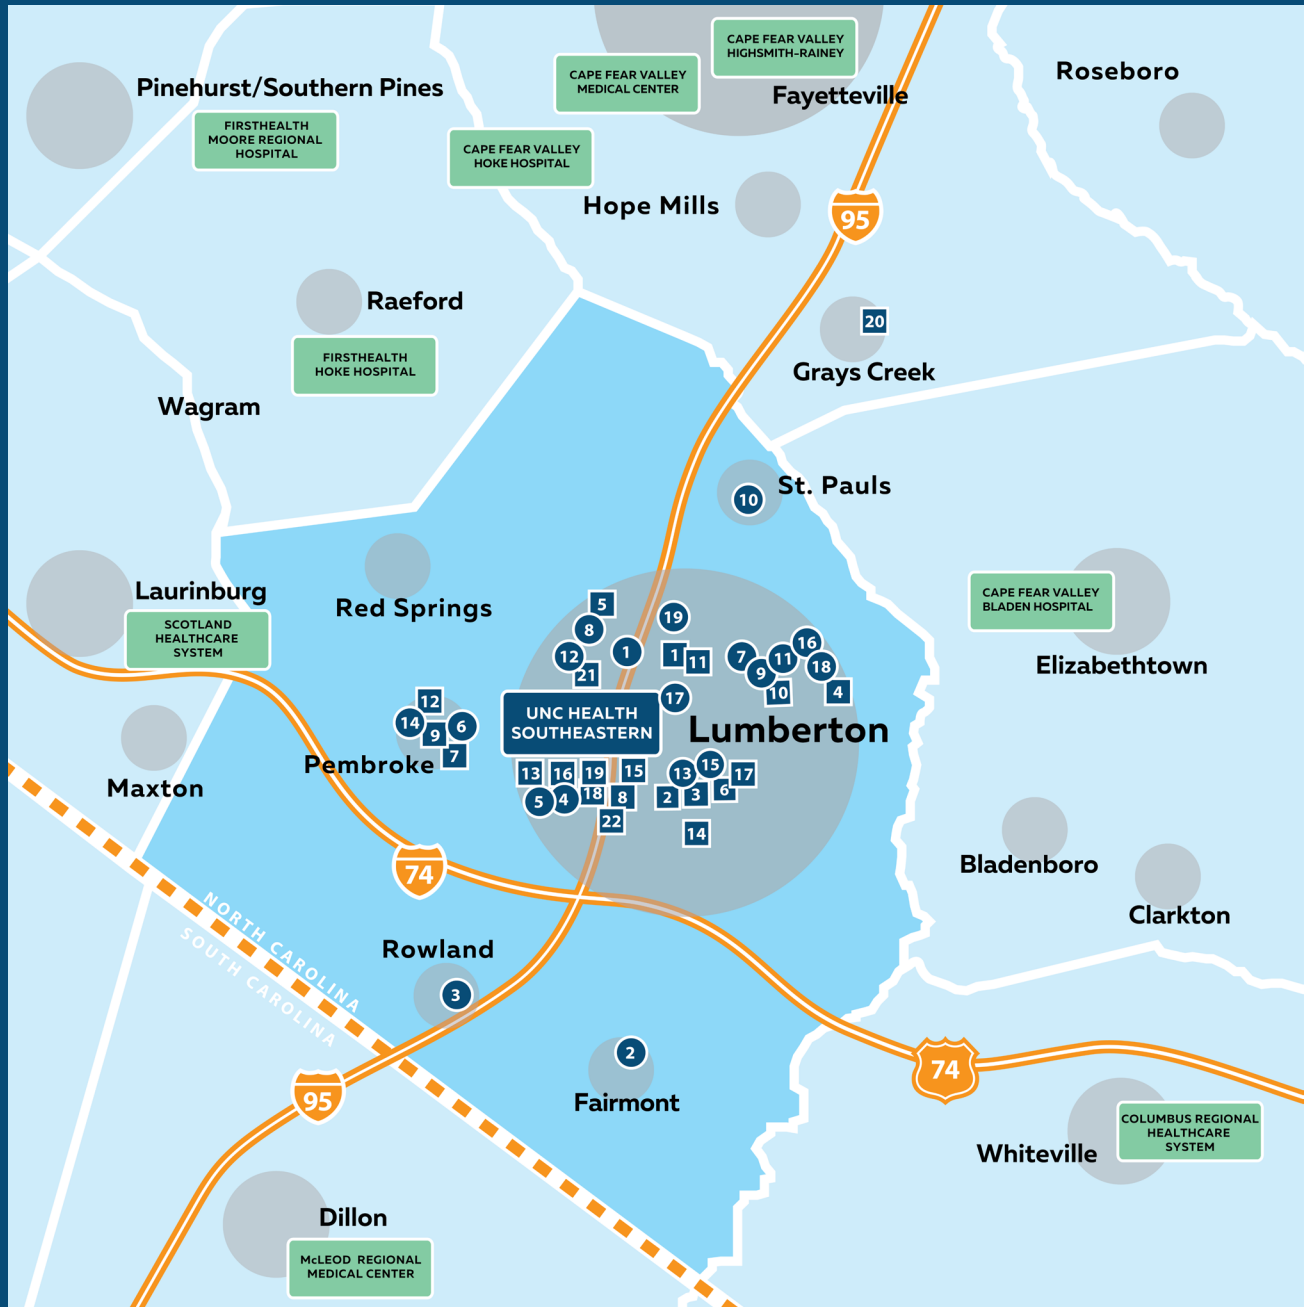 CAPE FEAR VALLEY
HIGHSMITH-RAINEY
CAPE FEAR VALLEY
MEDICAL CENTER
Fayetteville
Roseboro
Pinehurst/Southern Pines
FIRSTHEALTH
MOORE REGIONAL
HOSPITAL
CAPE FEAR VALLEY
HOKE HOSPITAL
Hope Mills
95
Raeford
20
FIRSTHEALTH
HOKE HOSPITAL
Grays Creek
Wagram
St. Pauls
10
Laurinburg
SCOTLAND
HEALTHCARE
SYSTEM
Red Springs
CAPE FEAR VALLEY
BLADEN HOSPITAL
Elizabethtown
5
19
8
1
12
21
1
11
7
9
11
16
18
10
4
17
UNC HEALTH
SOUTHEASTERN
Lumberton
12
14
9
6
7
Pembroke
Maxton
13
16
19
15
5
4
18
8
22
13
15
17
2
3
6
14
74
Bladenboro
Clarkton
NORTH CAROLINA
SOUTH CAROLINA
Rowland
3
2
Fairmont
74
95
COLUMBUS REGIONAL
HEALTHCARE
SYSTEM
Whiteville
Dillon
McLEOD REGIONAL
MEDICAL CENTER